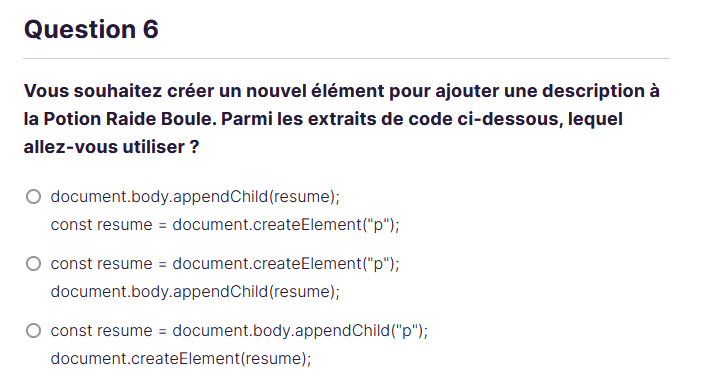 Question 6
Vous souhaitez créer un nouvel élément pour ajouter une description à
la Potion Raide Boule. Parmi les extraits de code ci-dessous, lequel
allez-vous utiliser ?
document.body.appendChild(resume);
const resume = document.createElement("p");
const resume = document.createElement("p");
document.body.appendChild(resume);
const resume = document.body.appendChild("p");
document.createElement(resume);